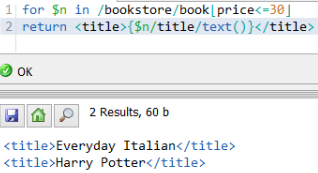 1 for $n in /bookstore/book[price<=30]
2 return <title>{$n/title/text()}</title>
OK
2 Results, 60 b
<title>Everyday Italian</title>
<title>Harry Potter</title>